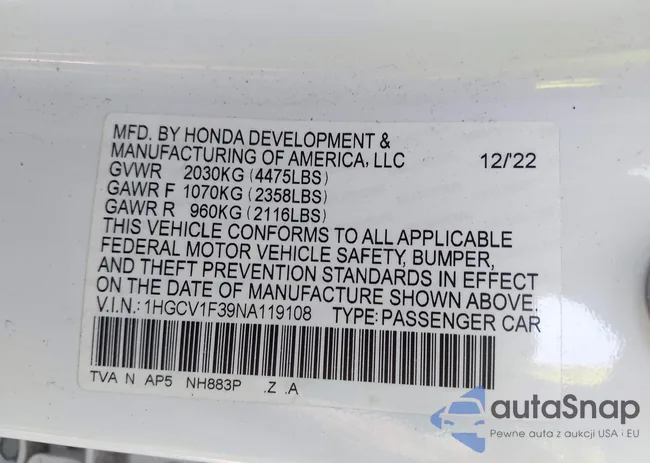 MFD. BY HONDA DEVELOPMENT &
MANUFACTURING OF AMERICA, LLC 12/'22
GVWR 2030KG (4475LBS)
GAWR F 1070KG (2358LBS)
GAWR R 960KG (2116LBS)
THIS VEHICLE CONFORMS TO ALL APPLICABLE
FEDERAL MOTOR VEHICLE SAFETY, BUMPER,
AND THEFT PREVENTION STANDARDS IN EFFECT
ON THE DATE OF MANUFACTURE SHOWN ABOVE.
V.I.N.: 1HGCV1F39NA119108 TYPE: PASSENGER CAR
TVA N AP5 NH883P .Z .A
autoSnap
Pewne auta z aukcji USA i EU